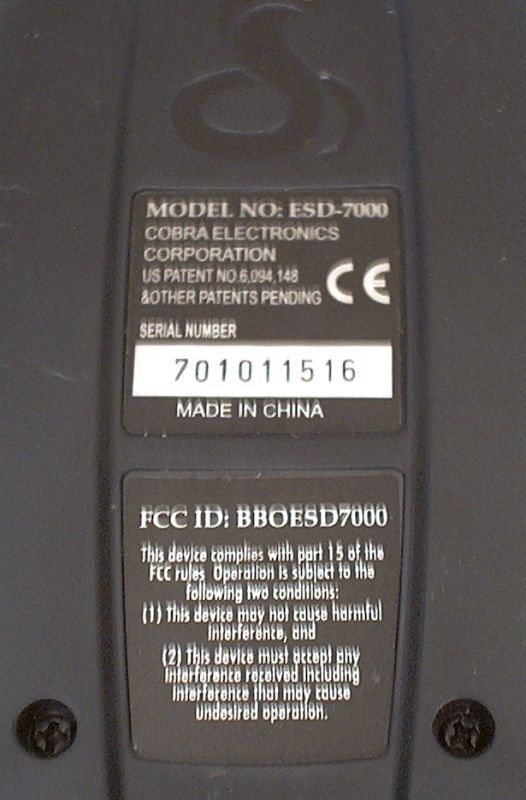 MODEL NO: ESD-7000
COBRA ELECTRONICS
CORPORATION
US PATENT NO.6,094,148
&OTHER PATENTS PENDING
CE
SERIAL NUMBER
701011516
MADE IN CHINA
FCC ID: BBOESD7000
This device complies with part 15 of the
FCC rules. Operation is subject to the
following two conditions:
(1) This device may not cause harmful
interference, and
(2) This device must accept any
interference received including
interference that may cause
undesired operation.